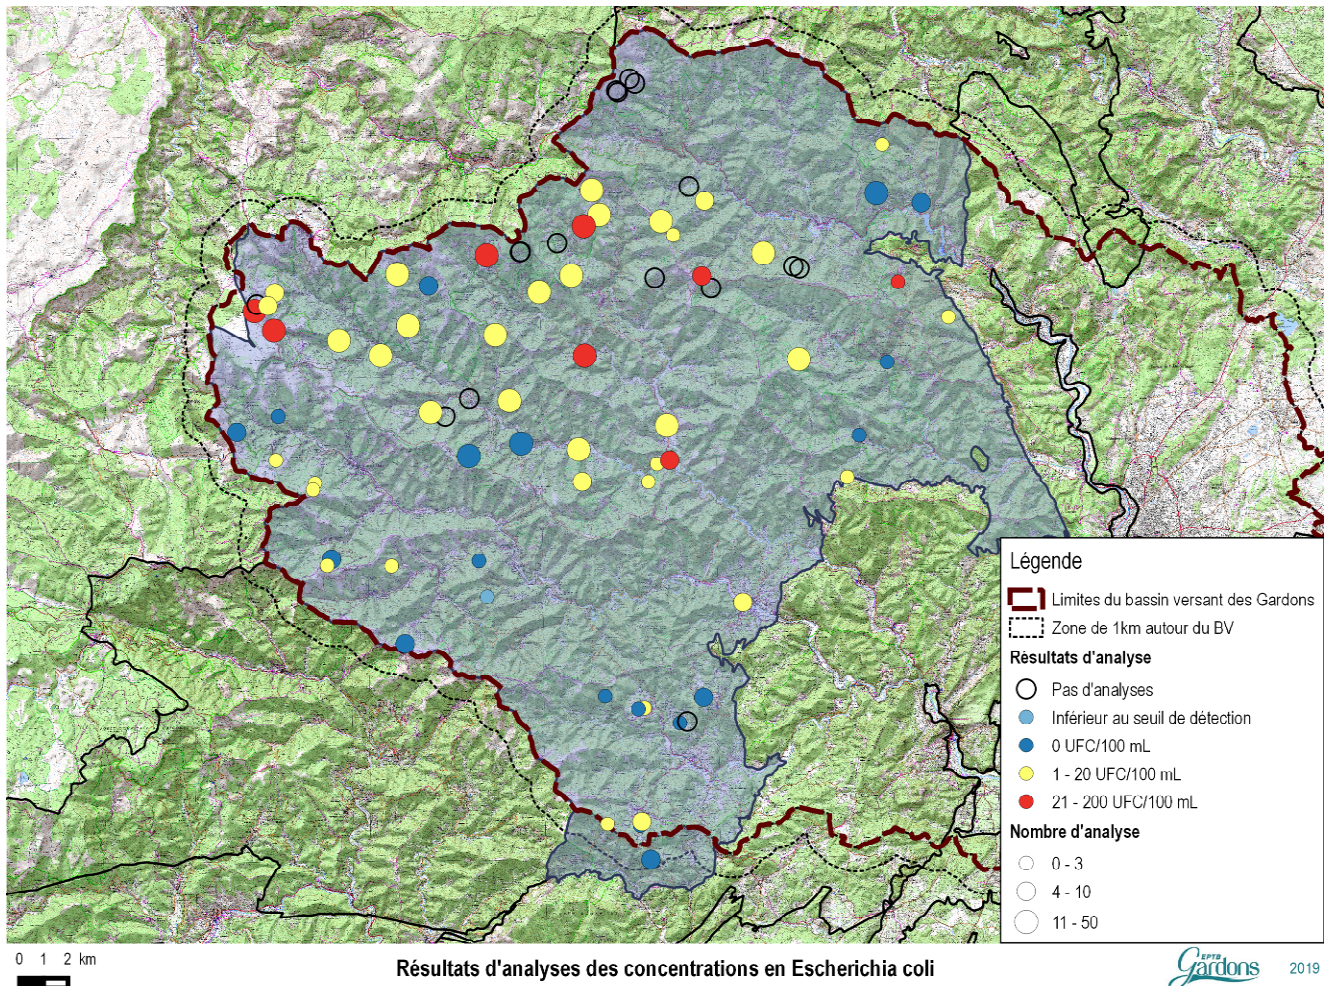 Légende
Limites du bassin versant des Gardons
Zone de 1km autour du BV
Résultats d'analyse
Pas d'analyses
Inférieur au seuil de détection
0 UFC/100 mL
1 - 20 UFC/100 mL
21 - 200 UFC/100 mL
Nombre d'analyse
0 - 3
4 - 10
11 - 50
0 1 2 km
Résultats d'analyses des concentrations en Escherichia coli
EPTB
Gardons
2019